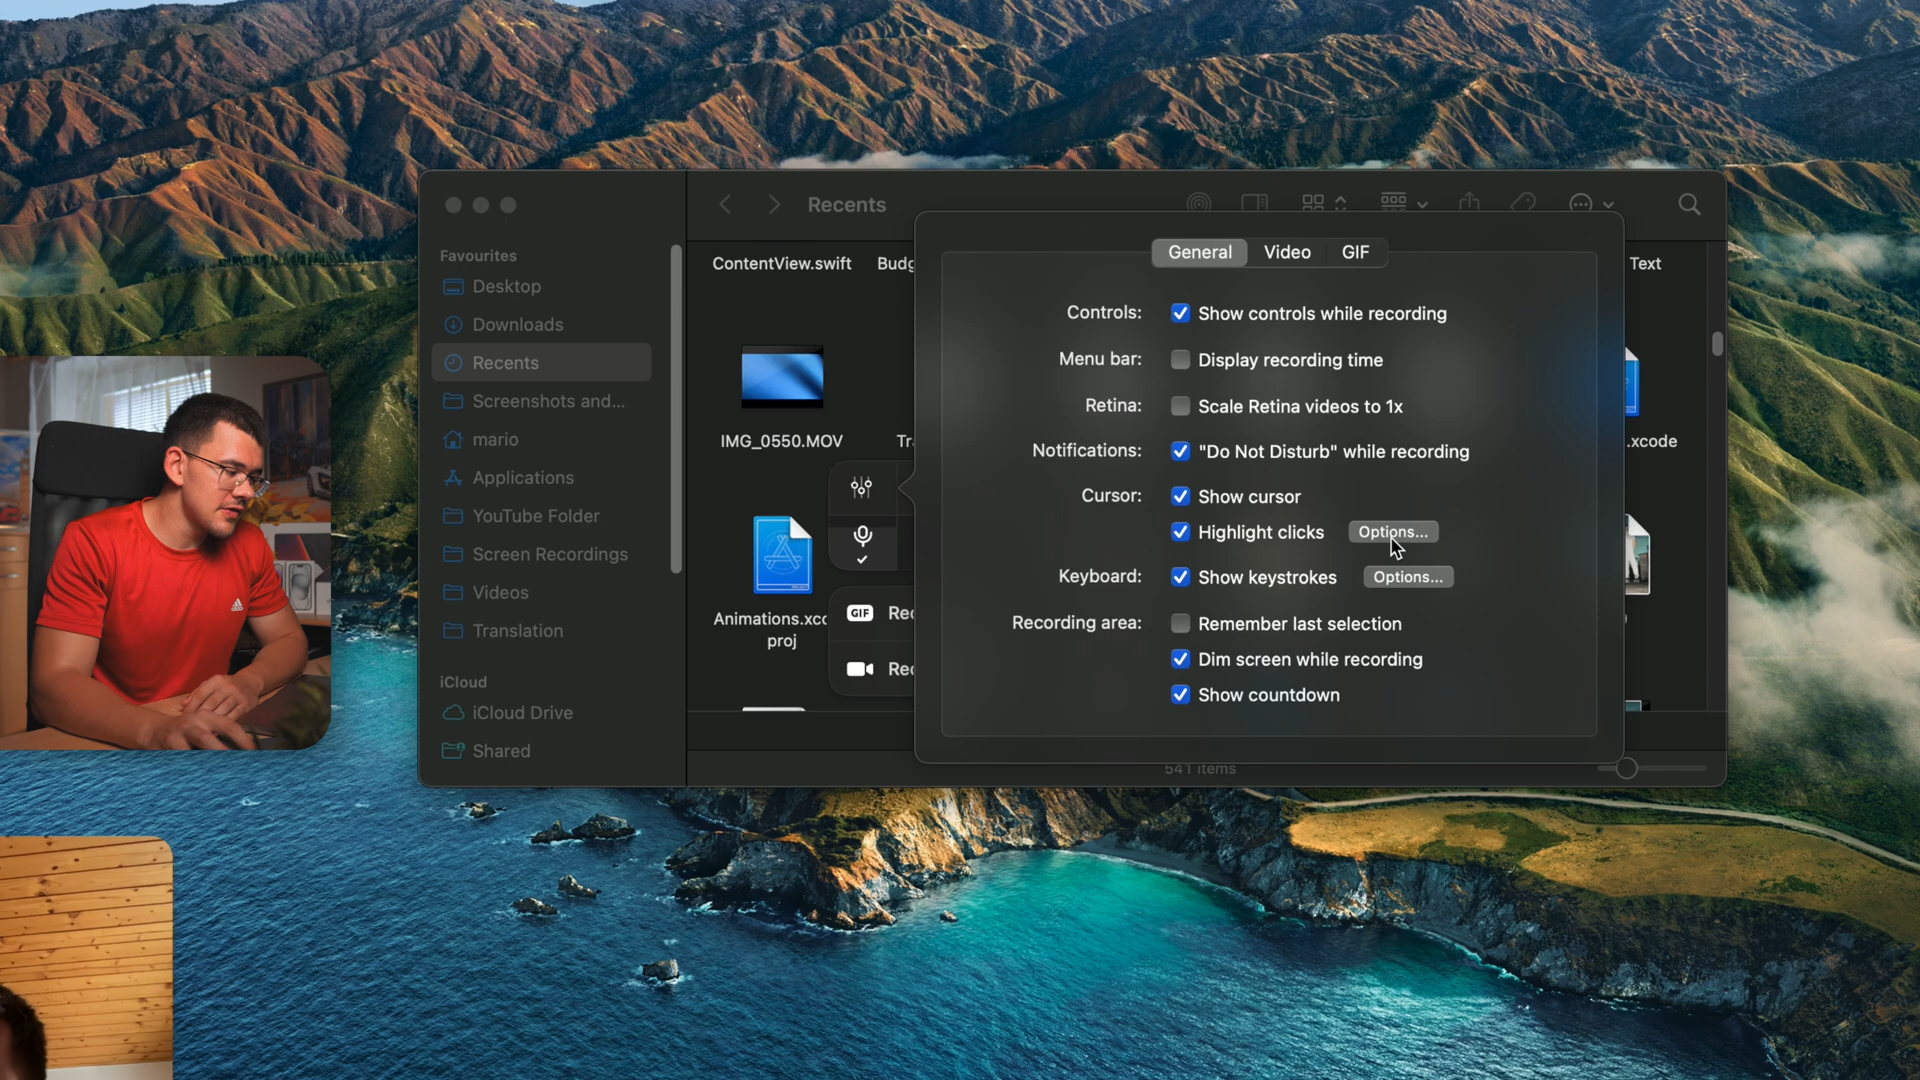 Recents
Favourites
Desktop
Downloads
Recents
Screenshots and...
mario
Applications
YouTube Folder
Screen Recordings
Videos
Translation
iCloud
iCloud Drive
Shared
ContentView.swift
Budg
Text
IMG_0550.MOV
Tr
.xcode
Animations.xcc
proj
GIF Rec
Rec
General Video GIF
Controls: Show controls while recording
Menu bar: Display recording time
Retina: Scale Retina videos to 1x
Notifications: "Do Not Disturb" while recording
Cursor: Show cursor
Highlight clicks Options...
Keyboard: Show keystrokes Options...
Recording area: Remember last selection
Dim screen while recording
Show countdown
541 items